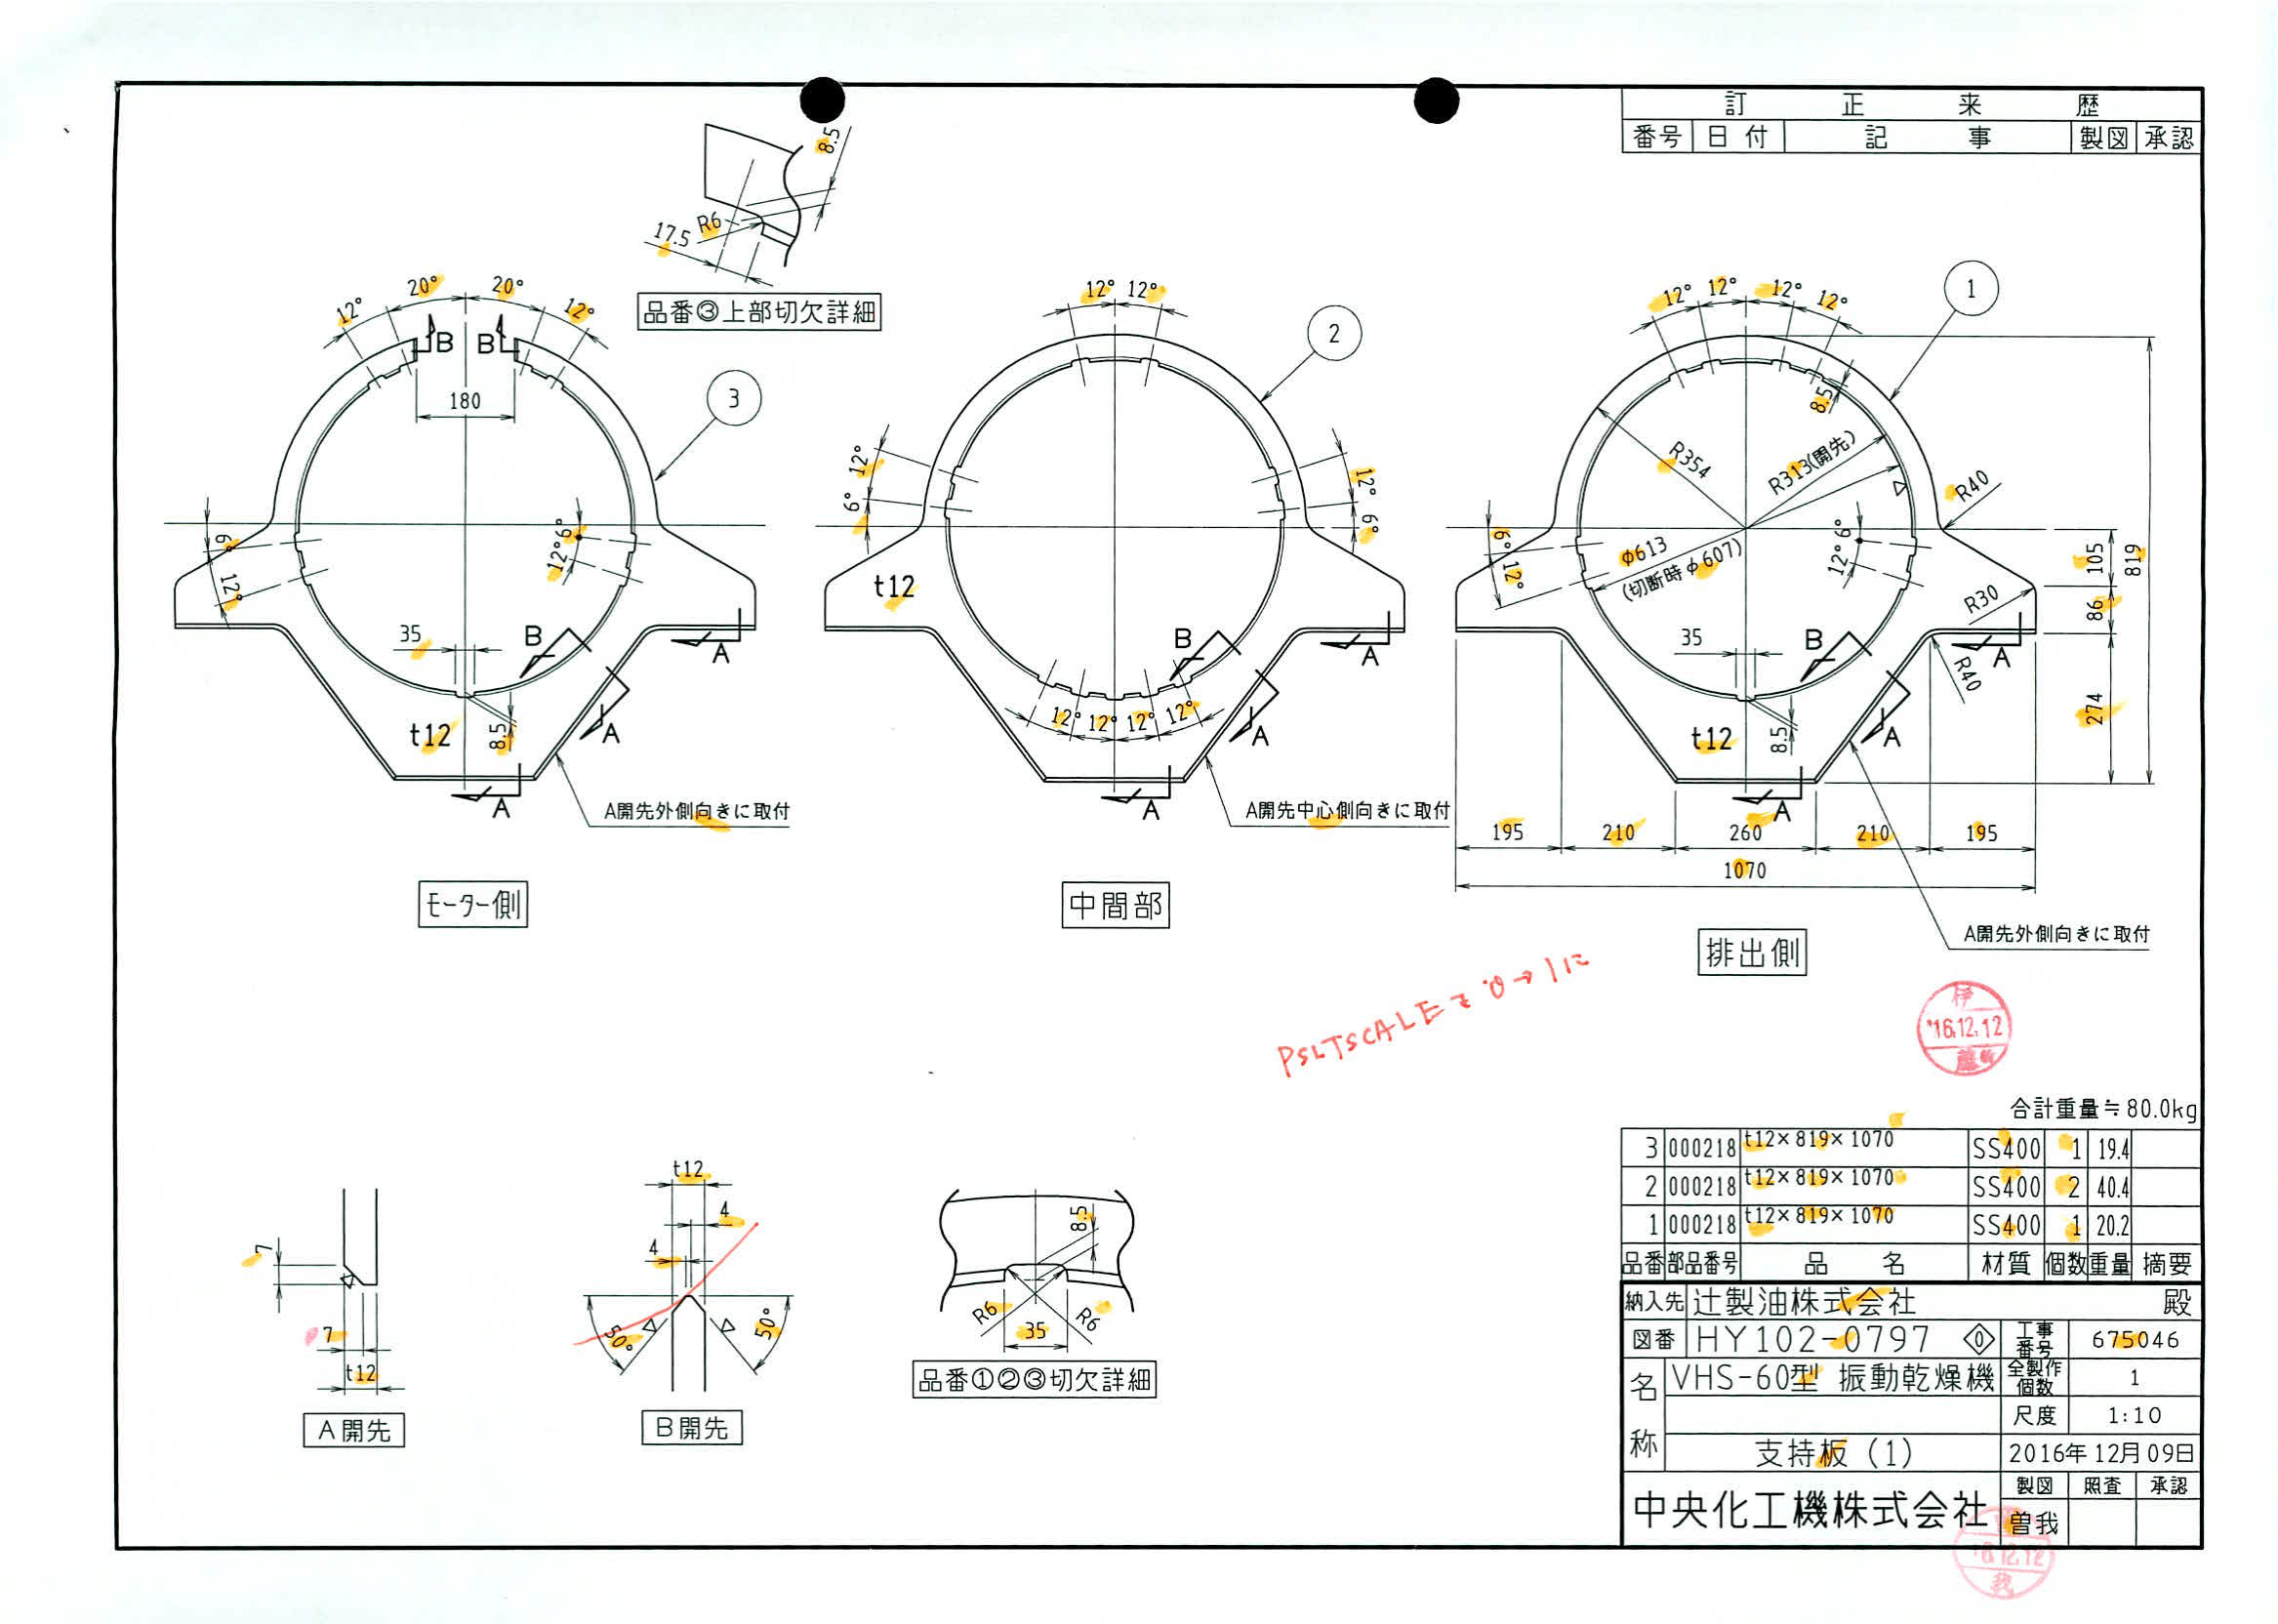 訂正来歴
番号 日付 記事 製図 承認
8.5
R6
17.5
品番③上部切欠詳細
12° 20° 20° 12°
B B
180
3
6° 12°
6° 12°
35
B
A
t12
8.5
A
A
A開先外側向きに取付
モーター側
12° 12°
2
12° 6°
12° 6°
t12
B
A
12° 12° 12° 12°
A
A
A開先中心側向きに取付
中間部
12° 12° 12° 12°
1
8.5
R354
R313(開先)
R40
6° 12°
φ613
(切断時φ607)
6° 12°
105
819
R30
86
35
B
A
R40
274
t12
8.5
A
A
195 210 260 210 195
1070
A開先外側向きに取付
排出側
PSLTSCALEを0→1に
'16.12.12
合計重量≒80.0kg
3 000218 t12×819×1070 SS400 1 19.4
2 000218 t12×819×1070 SS400 2 40.4
1 000218 t12×819×1070 SS400 1 20.2
品番 部品番号 品名 材質 個数 重量 摘要
納入先 辻製油株式会社 殿
図番 HY102-0797 0 工事番号 675046
名称 VHS-60型 振動乾燥機 全製作個数 1
尺度 1:10
支持板(1) 2016年12月09日
製図 照査 承認
中央化工機株式会社 曽我
7
7
t12
A開先
t12
4
4
50° 50°
B開先
8.5
R6 R6
35
品番①②③切欠詳細